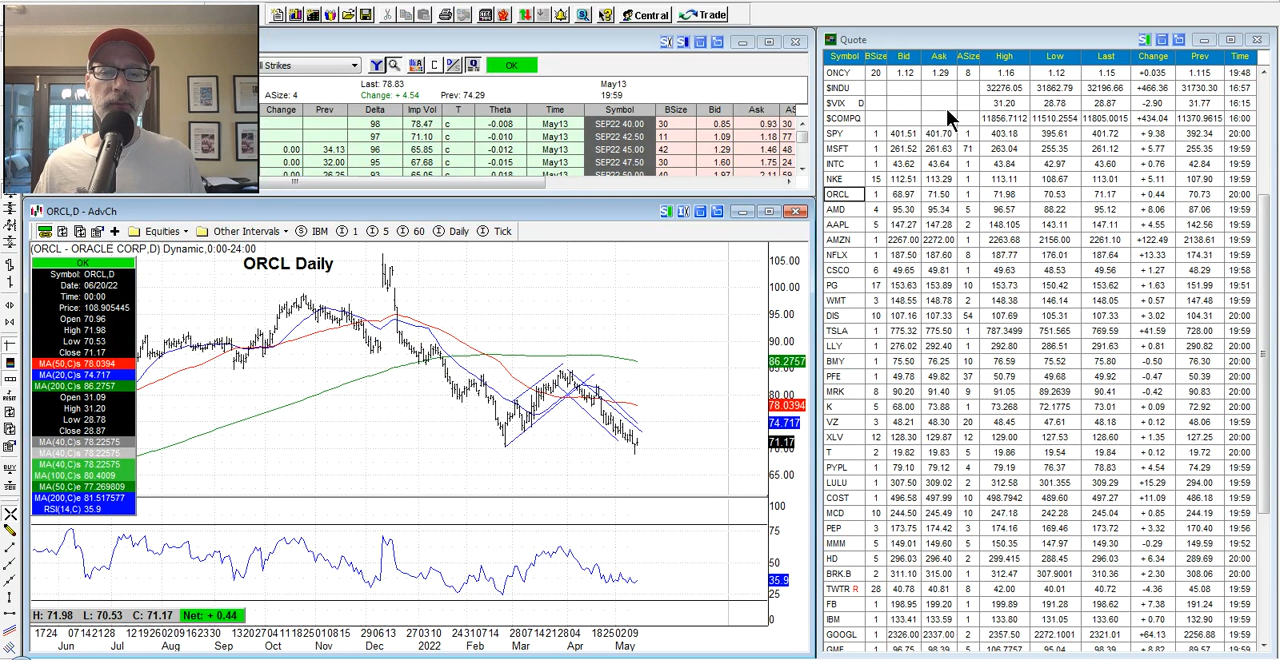 Central
Trade
Quote
l Strikes
OK
ASize: 4
Last: 78.83
Change: + 4.54
Prev: 74.29
May13
19:59
Change Prev Delta Imp Vol T Theta Time Symbol BSize Bid Ask
98 78.47 c -0.008 May13 SEP22 40.00 30 0.85 0.93 30
97 71.10 c -0.010 May13 SEP22 42.50 11 1.09 1.18 77
0.00 34.13 96 65.85 c -0.012 May13 SEP22 45.00 42 1.29 1.46 48
0.00 32.00 95 67.68 c -0.015 May13 SEP22 47.50 30 1.60 1.75 24
Symbol BSize Bid Ask ASize High Low Last Change Prev Time
ONCY 20 1.12 1.29 8 1.16 1.12 1.15 +0.035 1.115 19:48
$INDU 32276.05 31862.79 32196.66 +466.36 31730.30 16:57
$VIX D 31.20 28.78 28.87 -2.90 31.77 16:15
$COMPQ 11856.7112 11510.2554 11805.0015 +434.04 11370.9615 16:00
SPY 1 401.51 401.70 1 403.18 395.61 401.72 + 9.38 392.34 20:00
MSFT 1 261.52 261.63 71 263.04 255.35 261.12 + 5.77 255.35 19:59
INTC 1 43.62 43.64 1 43.84 42.97 43.60 + 0.76 42.84 19:59
NKE 15 112.51 113.29 1 113.11 108.67 113.01 + 5.11 107.90 19:59
ORCL 1 68.97 71.50 1 71.98 70.53 71.17 + 0.44 70.73 20:00
AMD 4 95.30 95.34 5 96.57 88.22 95.12 + 8.06 87.06 19:59
AAPL 5 147.27 147.28 2 148.105 143.11 147.11 + 4.55 142.56 19:59
AMZN 1 2267.00 2272.00 1 2263.68 2156.00 2261.10 +122.49 2138.61 19:59
NFLX 1 187.50 187.60 8 187.77 176.01 187.64 +13.33 174.31 19:59
CSCO 6 49.65 49.81 1 49.63 48.53 49.56 + 1.27 48.29 19:58
PG 17 153.63 153.89 10 153.73 150.42 153.62 + 1.63 151.99 19:51
WMT 3 148.55 148.78 2 148.38 146.14 148.05 + 0.57 147.48 19:59
DIS 10 107.16 107.33 54 107.69 105.31 107.33 + 3.02 104.31 20:00
TSLA 1 775.32 775.50 1 787.3499 751.565 769.59 +41.59 728.00 19:59
LLY 1 276.02 292.40 1 292.80 286.51 291.63 + 0.81 290.82 19:59
BMY 1 75.50 76.25 10 76.59 75.52 75.80 - 0.50 76.30 19:59
PFE 1 49.78 49.82 37 50.79 49.68 49.92 -0.47 50.39 19:59
MRK 8 90.20 91.40 9 91.05 89.2639 90.41 -0.42 90.83 19:59
K 5 68.00 73.88 1 73.268 72.1775 73.01 + 0.09 72.92 20:00
VZ 3 48.21 48.30 20 48.45 47.61 48.18 + 0.12 48.06 19:59
XLV 12 128.30 129.87 12 129.00 127.53 128.60 + 1.35 127.25 20:00
T 2 19.82 19.83 5 19.86 19.54 19.84 + 0.12 19.72 20:00
PYPL 1 79.10 79.12 4 79.19 76.37 78.83 + 4.54 74.29 19:59
LULU 1 307.50 309.02 2 312.58 301.355 309.29 +15.29 294.00 19:59
COST 1 496.58 497.99 10 498.7942 489.60 497.27 +11.09 486.18 19:59
MCD 10 244.50 245.49 10 247.18 242.28 245.04 + 0.85 244.19 19:59
PEP 3 173.75 174.42 3 174.16 169.46 173.72 + 3.32 170.40 19:56
MMM 5 149.01 149.60 5 150.35 147.97 149.30 -0.29 149.59 19:52
HD 5 296.03 296.40 2 299.415 288.45 296.03 + 6.34 289.69 20:00
BRK.B 2 311.10 315.00 1 312.47 307.9001 310.36 + 2.30 308.06 20:00
TWTR R 28 40.78 40.81 8 42.00 40.01 40.72 -4.36 45.08 19:59
FB 1 198.95 199.20 1 199.89 191.28 198.62 + 7.38 191.24 19:59
IBM 1 133.41 133.59 1 133.80 131.05 133.60 + 0.70 132.90 19:59
GOOGL 1 2326.00 2337.00 2 2357.50 2272.1001 2321.01 +64.13 2256.88 19:59
ORCL,D - AdvCh
Equities Other Intervals IBM 1 5 60 Daily Tick
(ORCL - ORACLE CORP,D) Dynamic,0:00-24:00
ORCL Daily
OK
Symbol: ORCL,D
Date: 06/20/22
Time: 00:00
Price: 108.905445
Open 70.96
High 71.98
Low 70.53
Close 71.17
MA(50,C)s 78.0394
MA(20,C)s 74.717
MA(200,C)s 86.2757
Open 31.09
High 31.20
Low 28.78
Close 28.87
MA(40,C)s 78.22575
MA(40,C)s 78.22575
MA(40,C)s 78.22575
MA(100,C)s 80.4009
MA(50,C)e 77.269809
MA(200,C)e 81.517577
RSI(14,C) 35.9
105.00
100.00
95.00
90.00
86.2757
80.00
78.0394
74.717
71.17
65.00
100
75
35.9
25
0
H: 71.98 L: 70.53 C: 71.17 Net: + 0.44
Jun Jul Aug Sep Oct Nov Dec 2022 Feb Mar Apr May